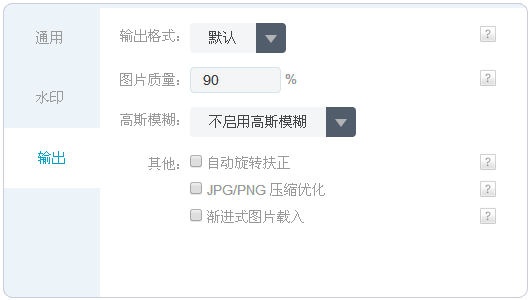 通用
水印
输出
输出格式： 默认 ?
图片质量： 90 % ?
高斯模糊： 不启用高斯模糊
其他： 自动旋转扶正 ?
JPG/PNG 压缩优化 ?
渐进式图片载入 ?